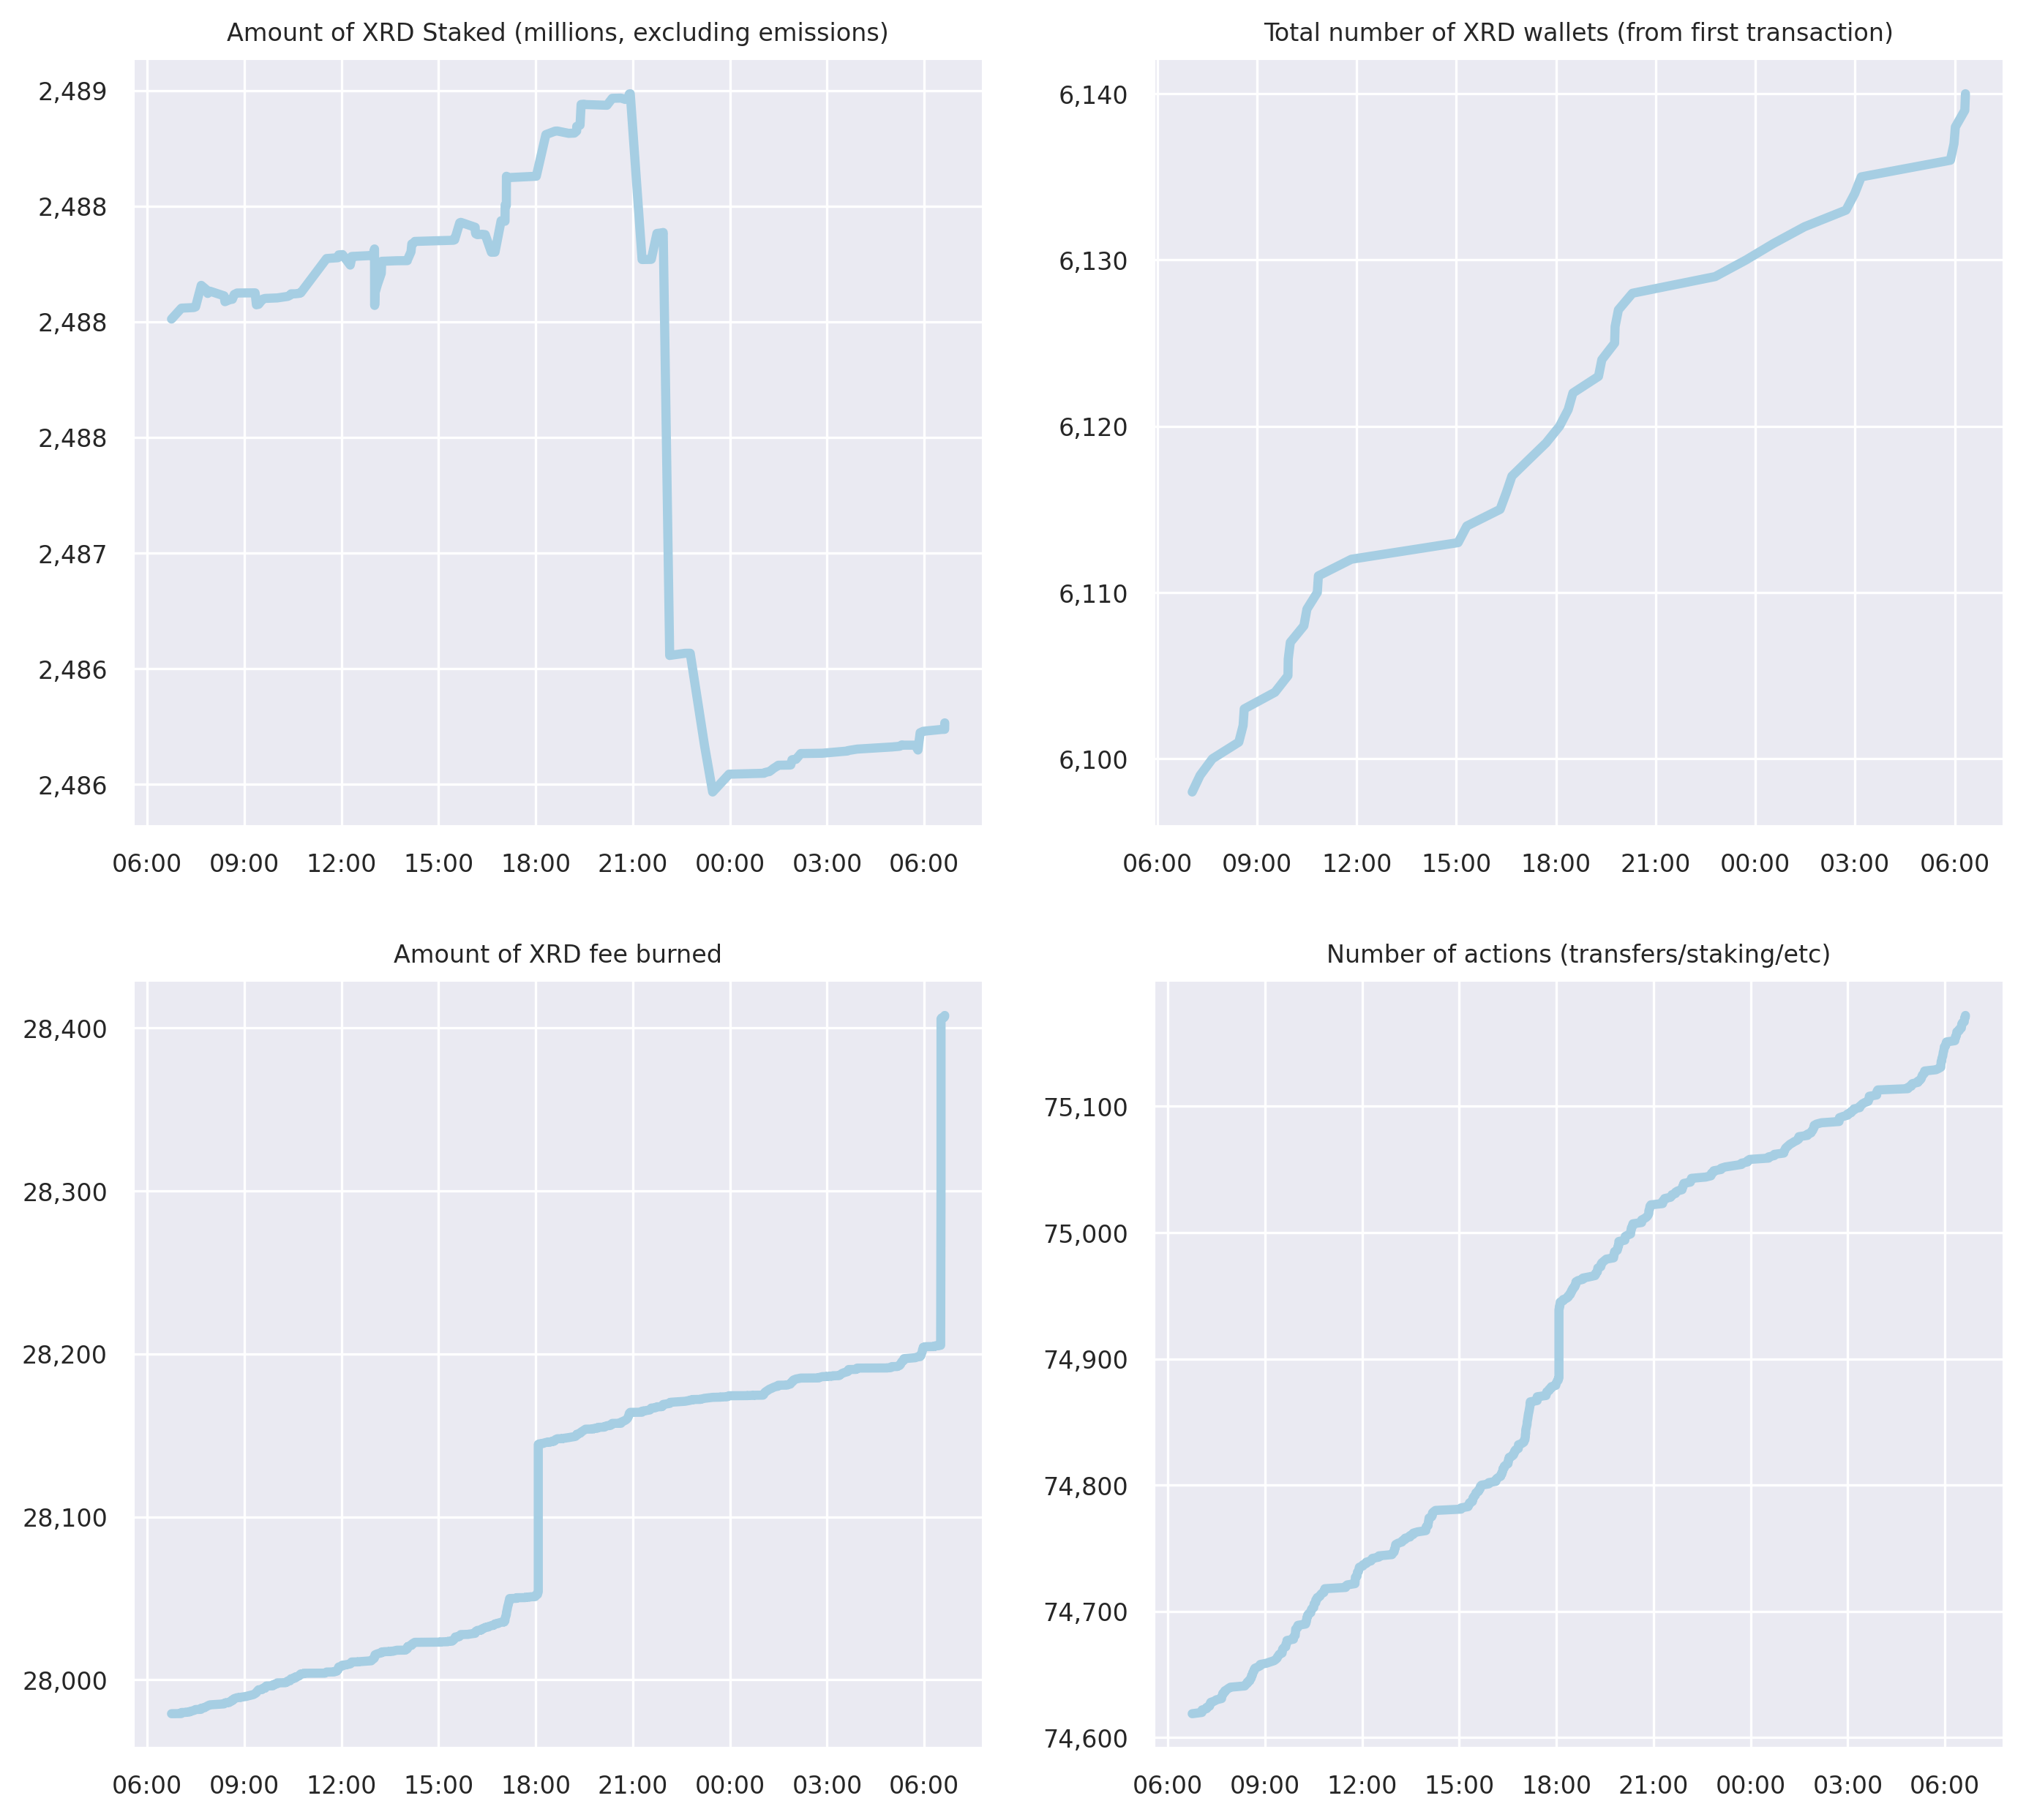 Amount of XRD Staked (millions, excluding emissions)
2,489
2,488
2,488
2,488
2,487
2,486
2,486
06:00 09:00 12:00 15:00 18:00 21:00 00:00 03:00 06:00
Total number of XRD wallets (from first transaction)
6,140
6,130
6,120
6,110
6,100
06:00 09:00 12:00 15:00 18:00 21:00 00:00 03:00 06:00
Amount of XRD fee burned
28,400
28,300
28,200
28,100
28,000
06:00 09:00 12:00 15:00 18:00 21:00 00:00 03:00 06:00
Number of actions (transfers/staking/etc)
75,100
75,000
74,900
74,800
74,700
74,600
06:00 09:00 12:00 15:00 18:00 21:00 00:00 03:00 06:00